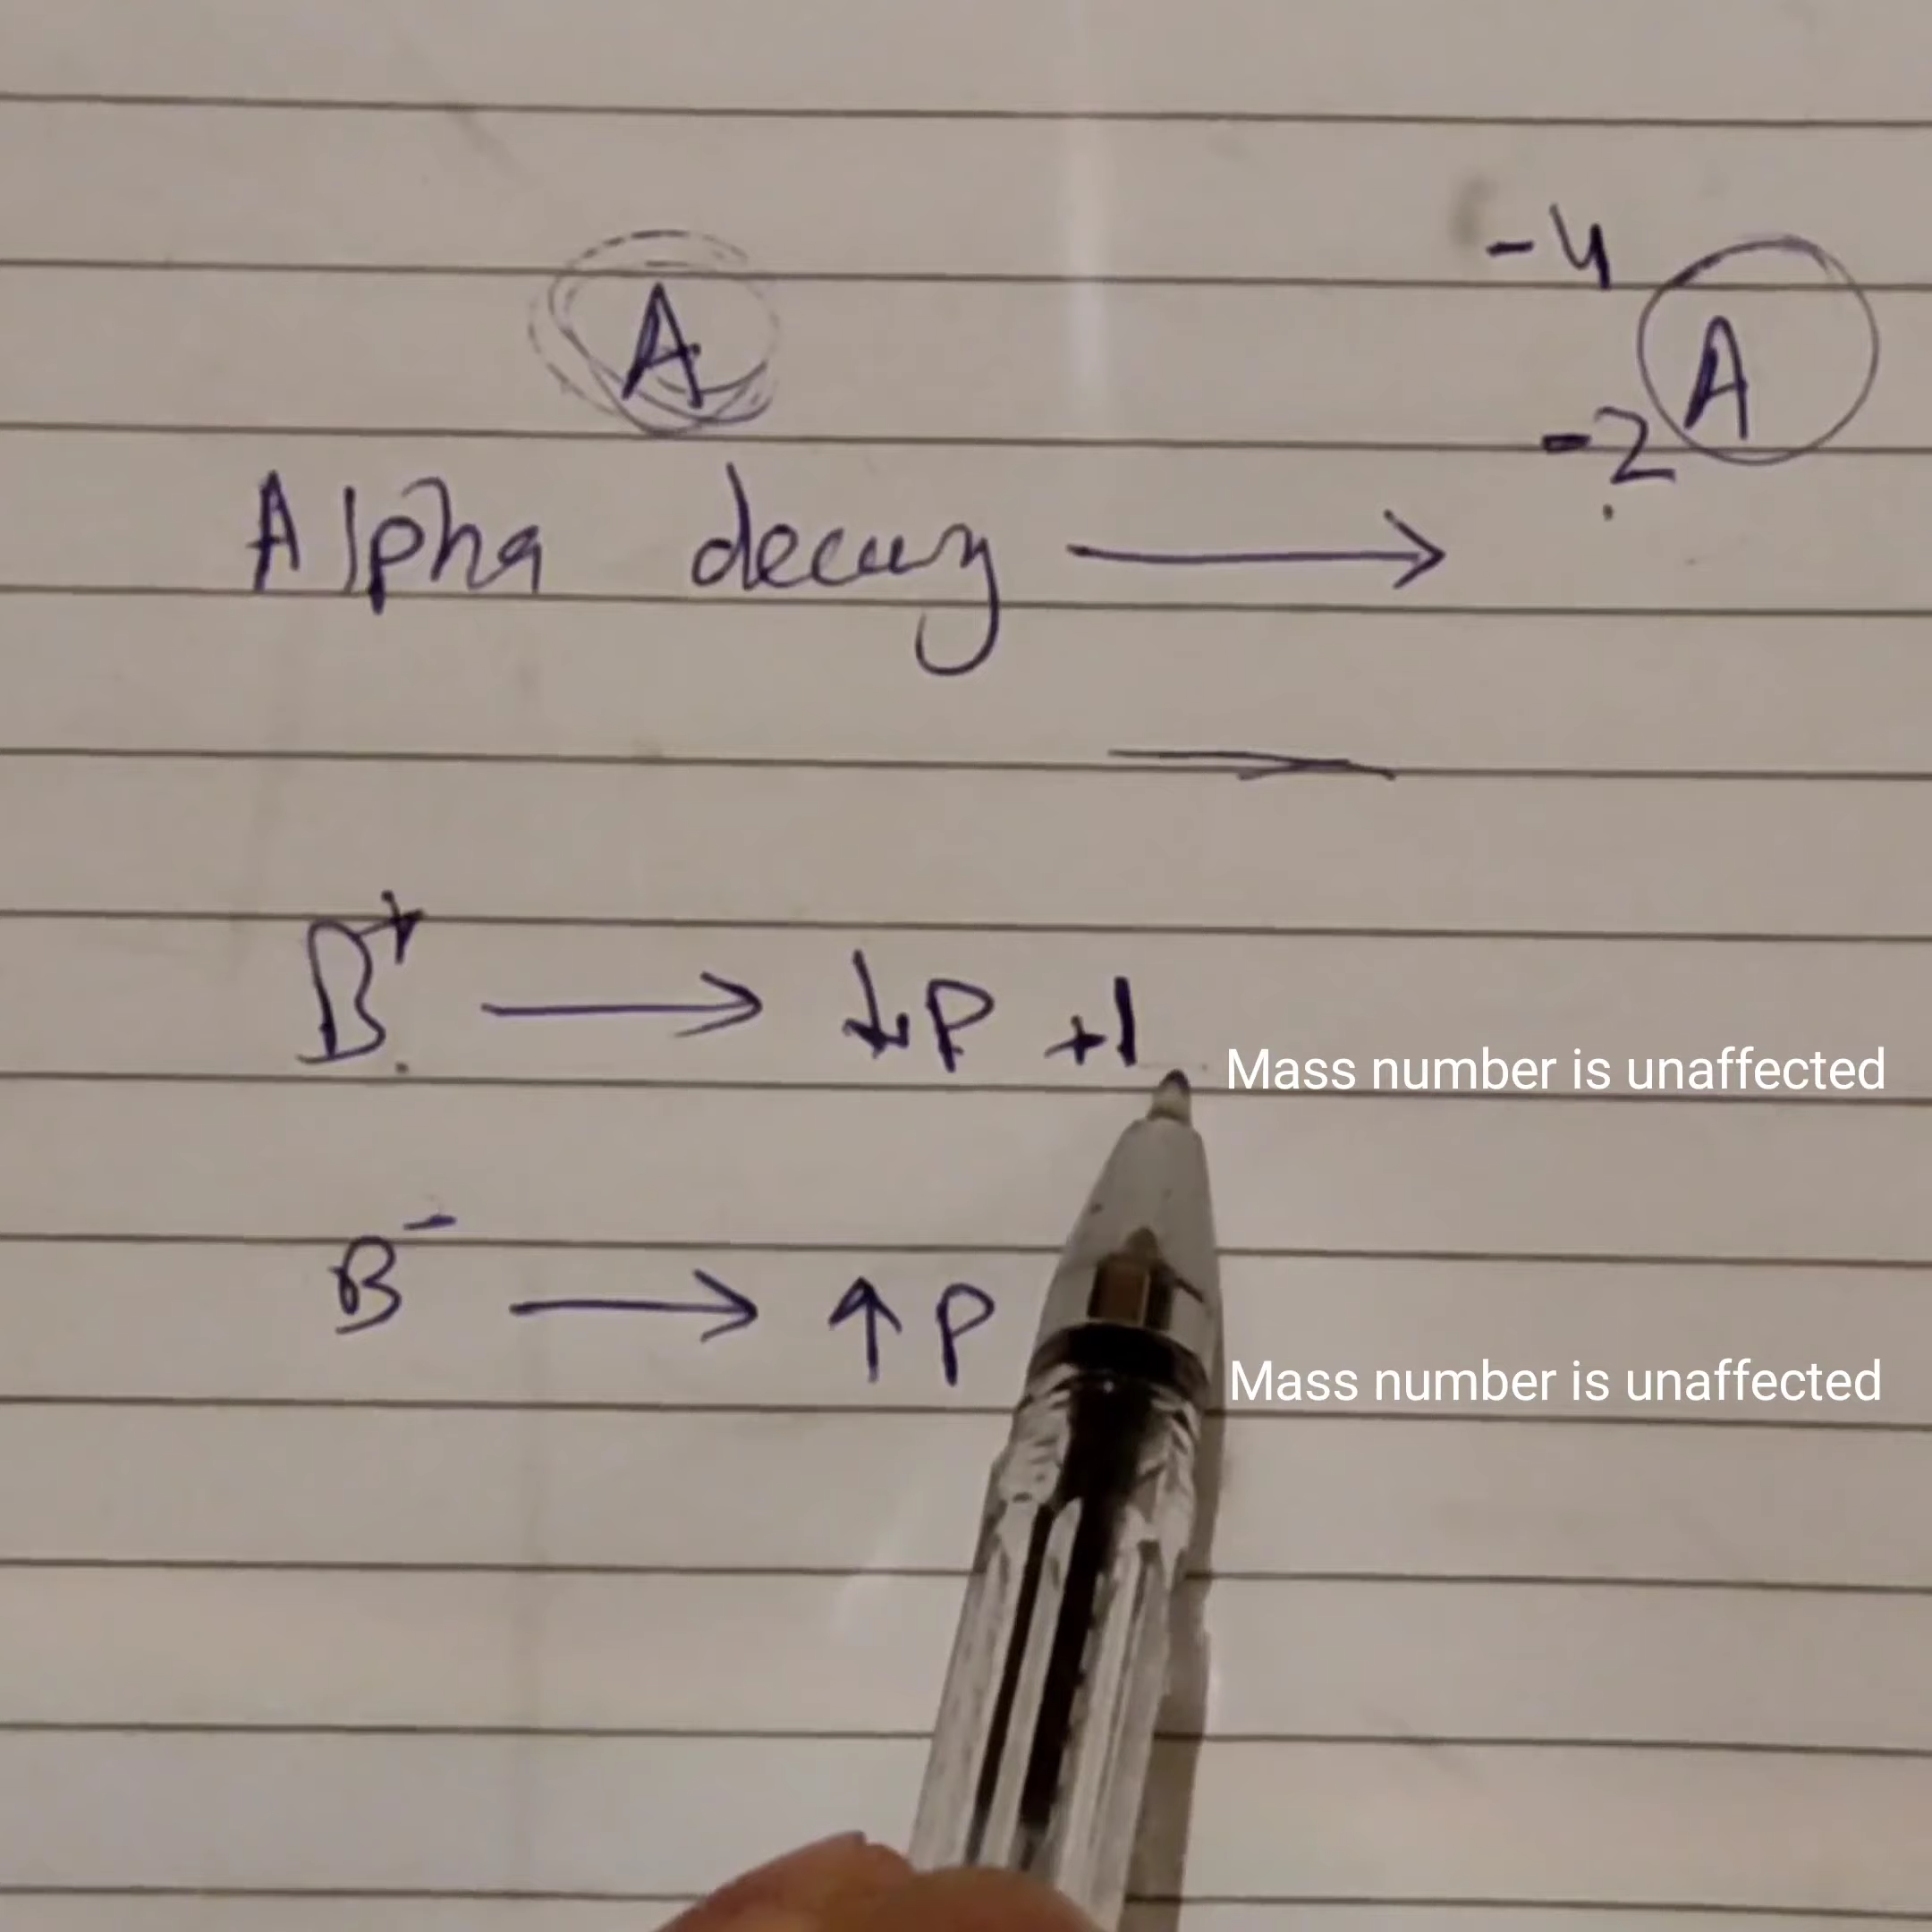 A
-4
A
-2
Alpha decay →
B⁺ → ↓P +1
Mass number is unaffected
B⁻ → ↑P
Mass number is unaffected